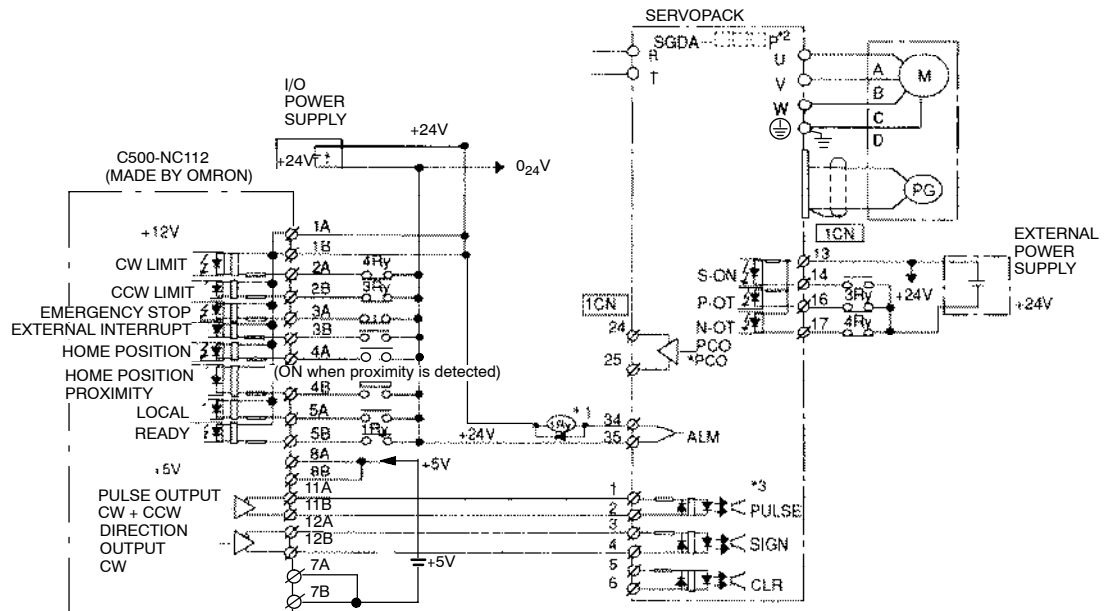 SERVOPACK
SGDA P*2
R
T
U
V
W
A
B
C
D
M
PG
I/O
POWER
SUPPLY
+24V
+24V
0 24V
C500-NC112
(MADE BY OMRON)
+12V
CW LIMIT
CCW LIMIT
EMERGENCY STOP
EXTERNAL INTERRUPT
HOME POSITION
HOME POSITION
PROXIMITY
LOCAL
READY
+5V
PULSE OUTPUT
CW + CCW
DIRECTION
OUTPUT
CW
1A
1B
2A
2B
3A
3B
4A
4B
5A
5B
8A
8B
11A
11B
12A
12B
7A
7B
4Ry
3Ry
(ON when proximity is detected)
1Ry
+24V
1Ry
*1
+5V
+5V
1CN
24
25
PCO
*PCO
34
35
ALM
1
2
3
4
5
6
*3
PULSE
SIGN
CLR
1CN
13
14
16
17
S-ON
P-OT
N-OT
3Ry
4Ry
+24V
EXTERNAL
POWER
SUPPLY
+24V